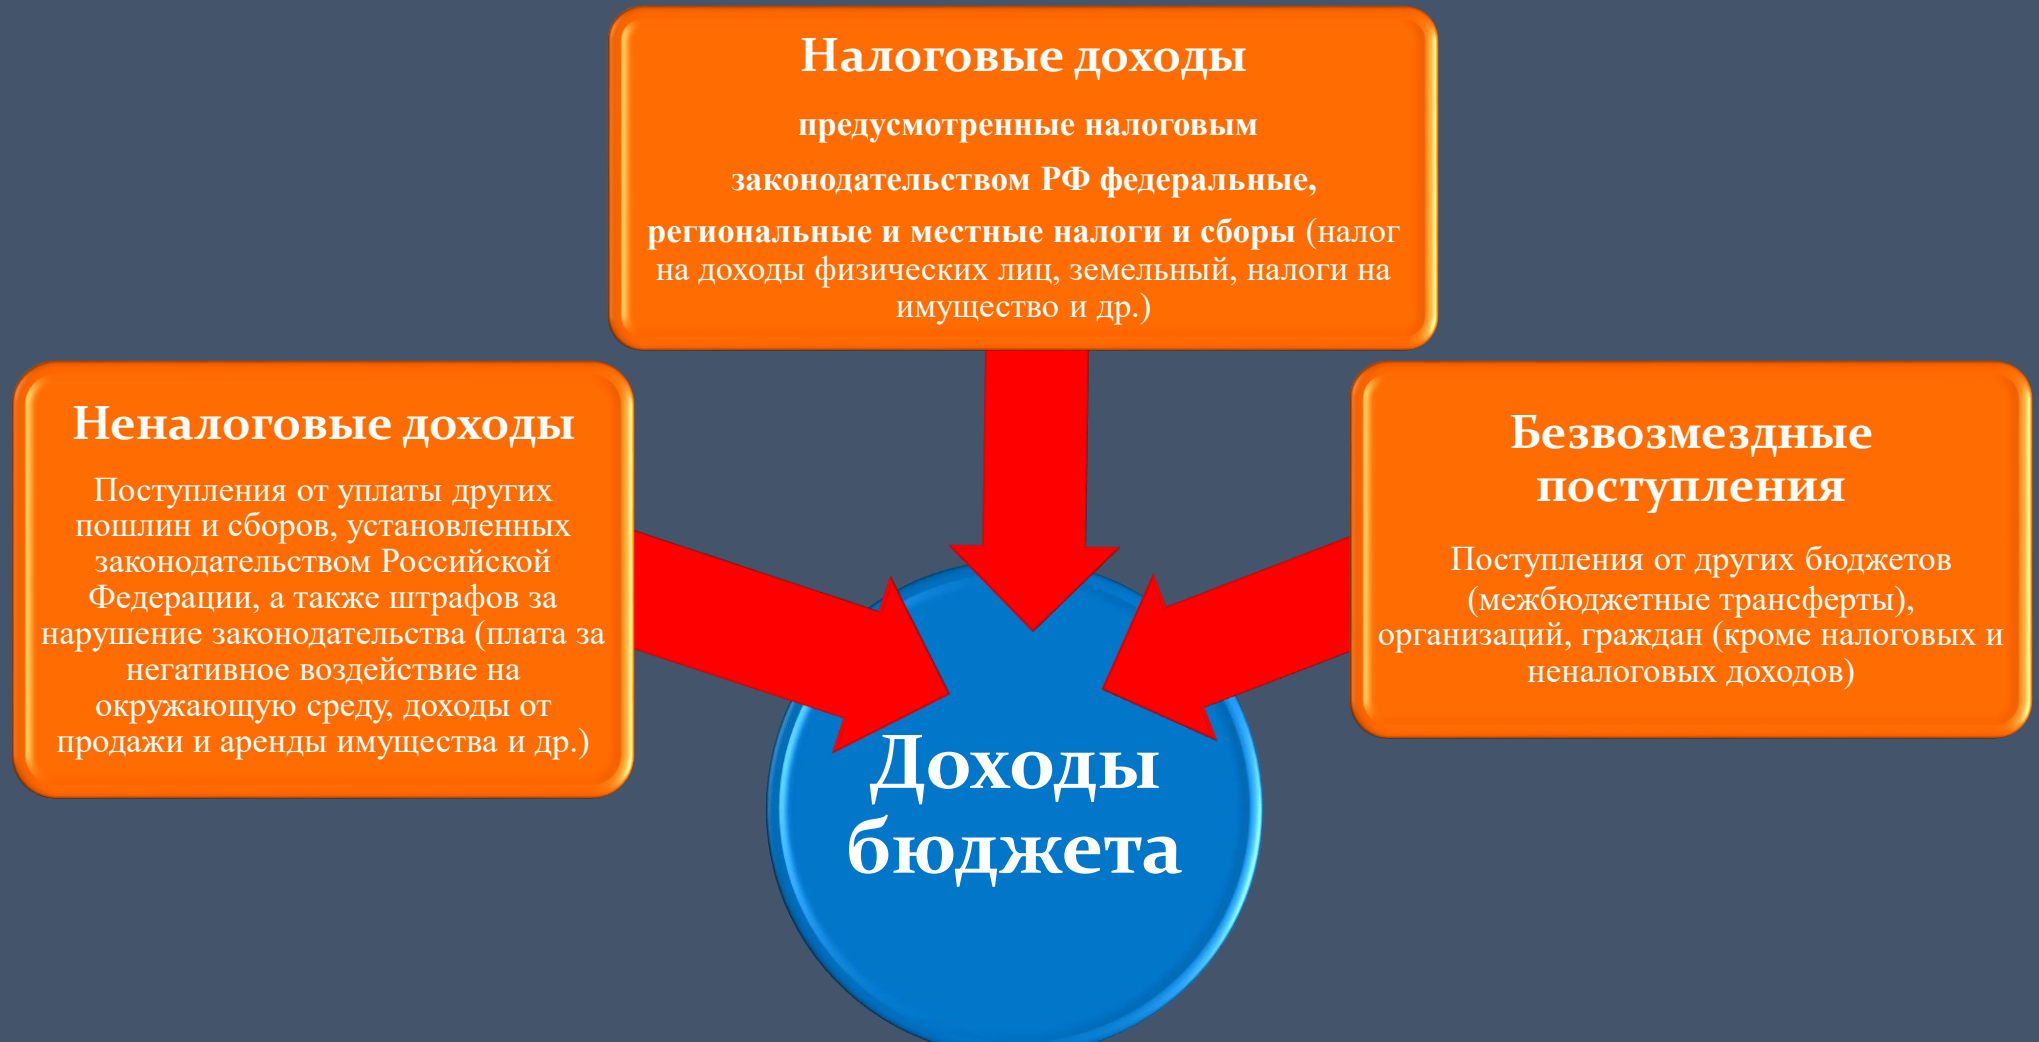 Налоговые доходы
предусмотренные налоговым
законодательством РФ федеральные,
региональные и местные налоги и сборы (налог
на доходы физических лиц, земельный, налоги на
имущество и др.)
Неналоговые доходы
Поступления от уплаты других
пошлин и сборов, установленных
законодательством Российской
Федерации, а также штрафов за
нарушение законодательства (плата за
негативное воздействие на
окружающую среду, доходы от
продажи и аренды имущества и др.)
Безвозмездные
поступления
Поступления от других бюджетов
(межбюджетные трансферты),
организаций, граждан (кроме налоговых и
неналоговых доходов)
Доходы
бюджета